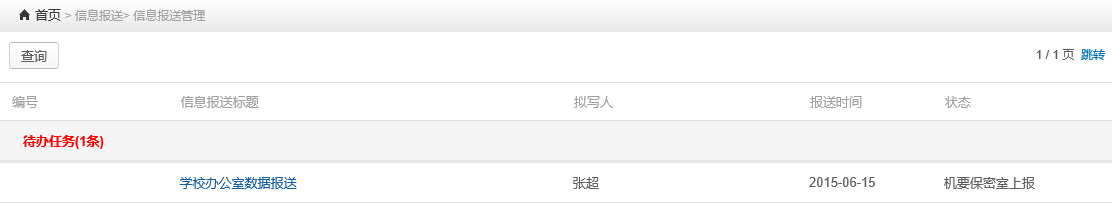 首页 > 信息报送> 信息报送管理
查询 1 / 1 页 跳转
编号 信息报送标题 拟写人 报送时间 状态
待办任务(1条)
学校办公室数据报送 张超 2015-06-15 机要保密室上报